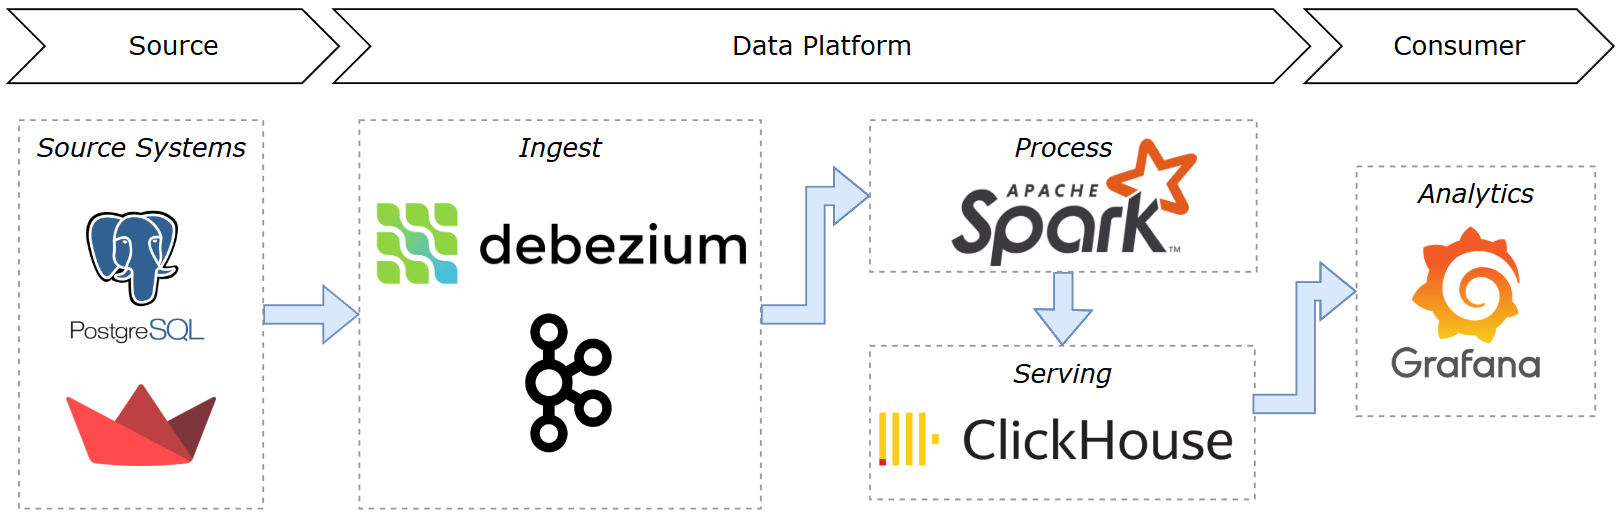 Source
Data Platform
Consumer
Source Systems
PostgreSQL
Ingest
debezium
Process
APACHE
Spark™
Serving
ClickHouse
Analytics
Grafana